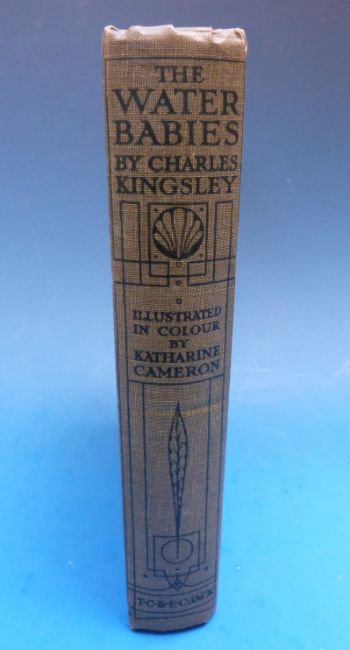 THE
WATER
BABIES
BY CHARLES
KINGSLEY
ILLUSTRATED
IN COLOUR
BY
KATHARINE
CAMERON
T·C·&·E·C·JACK